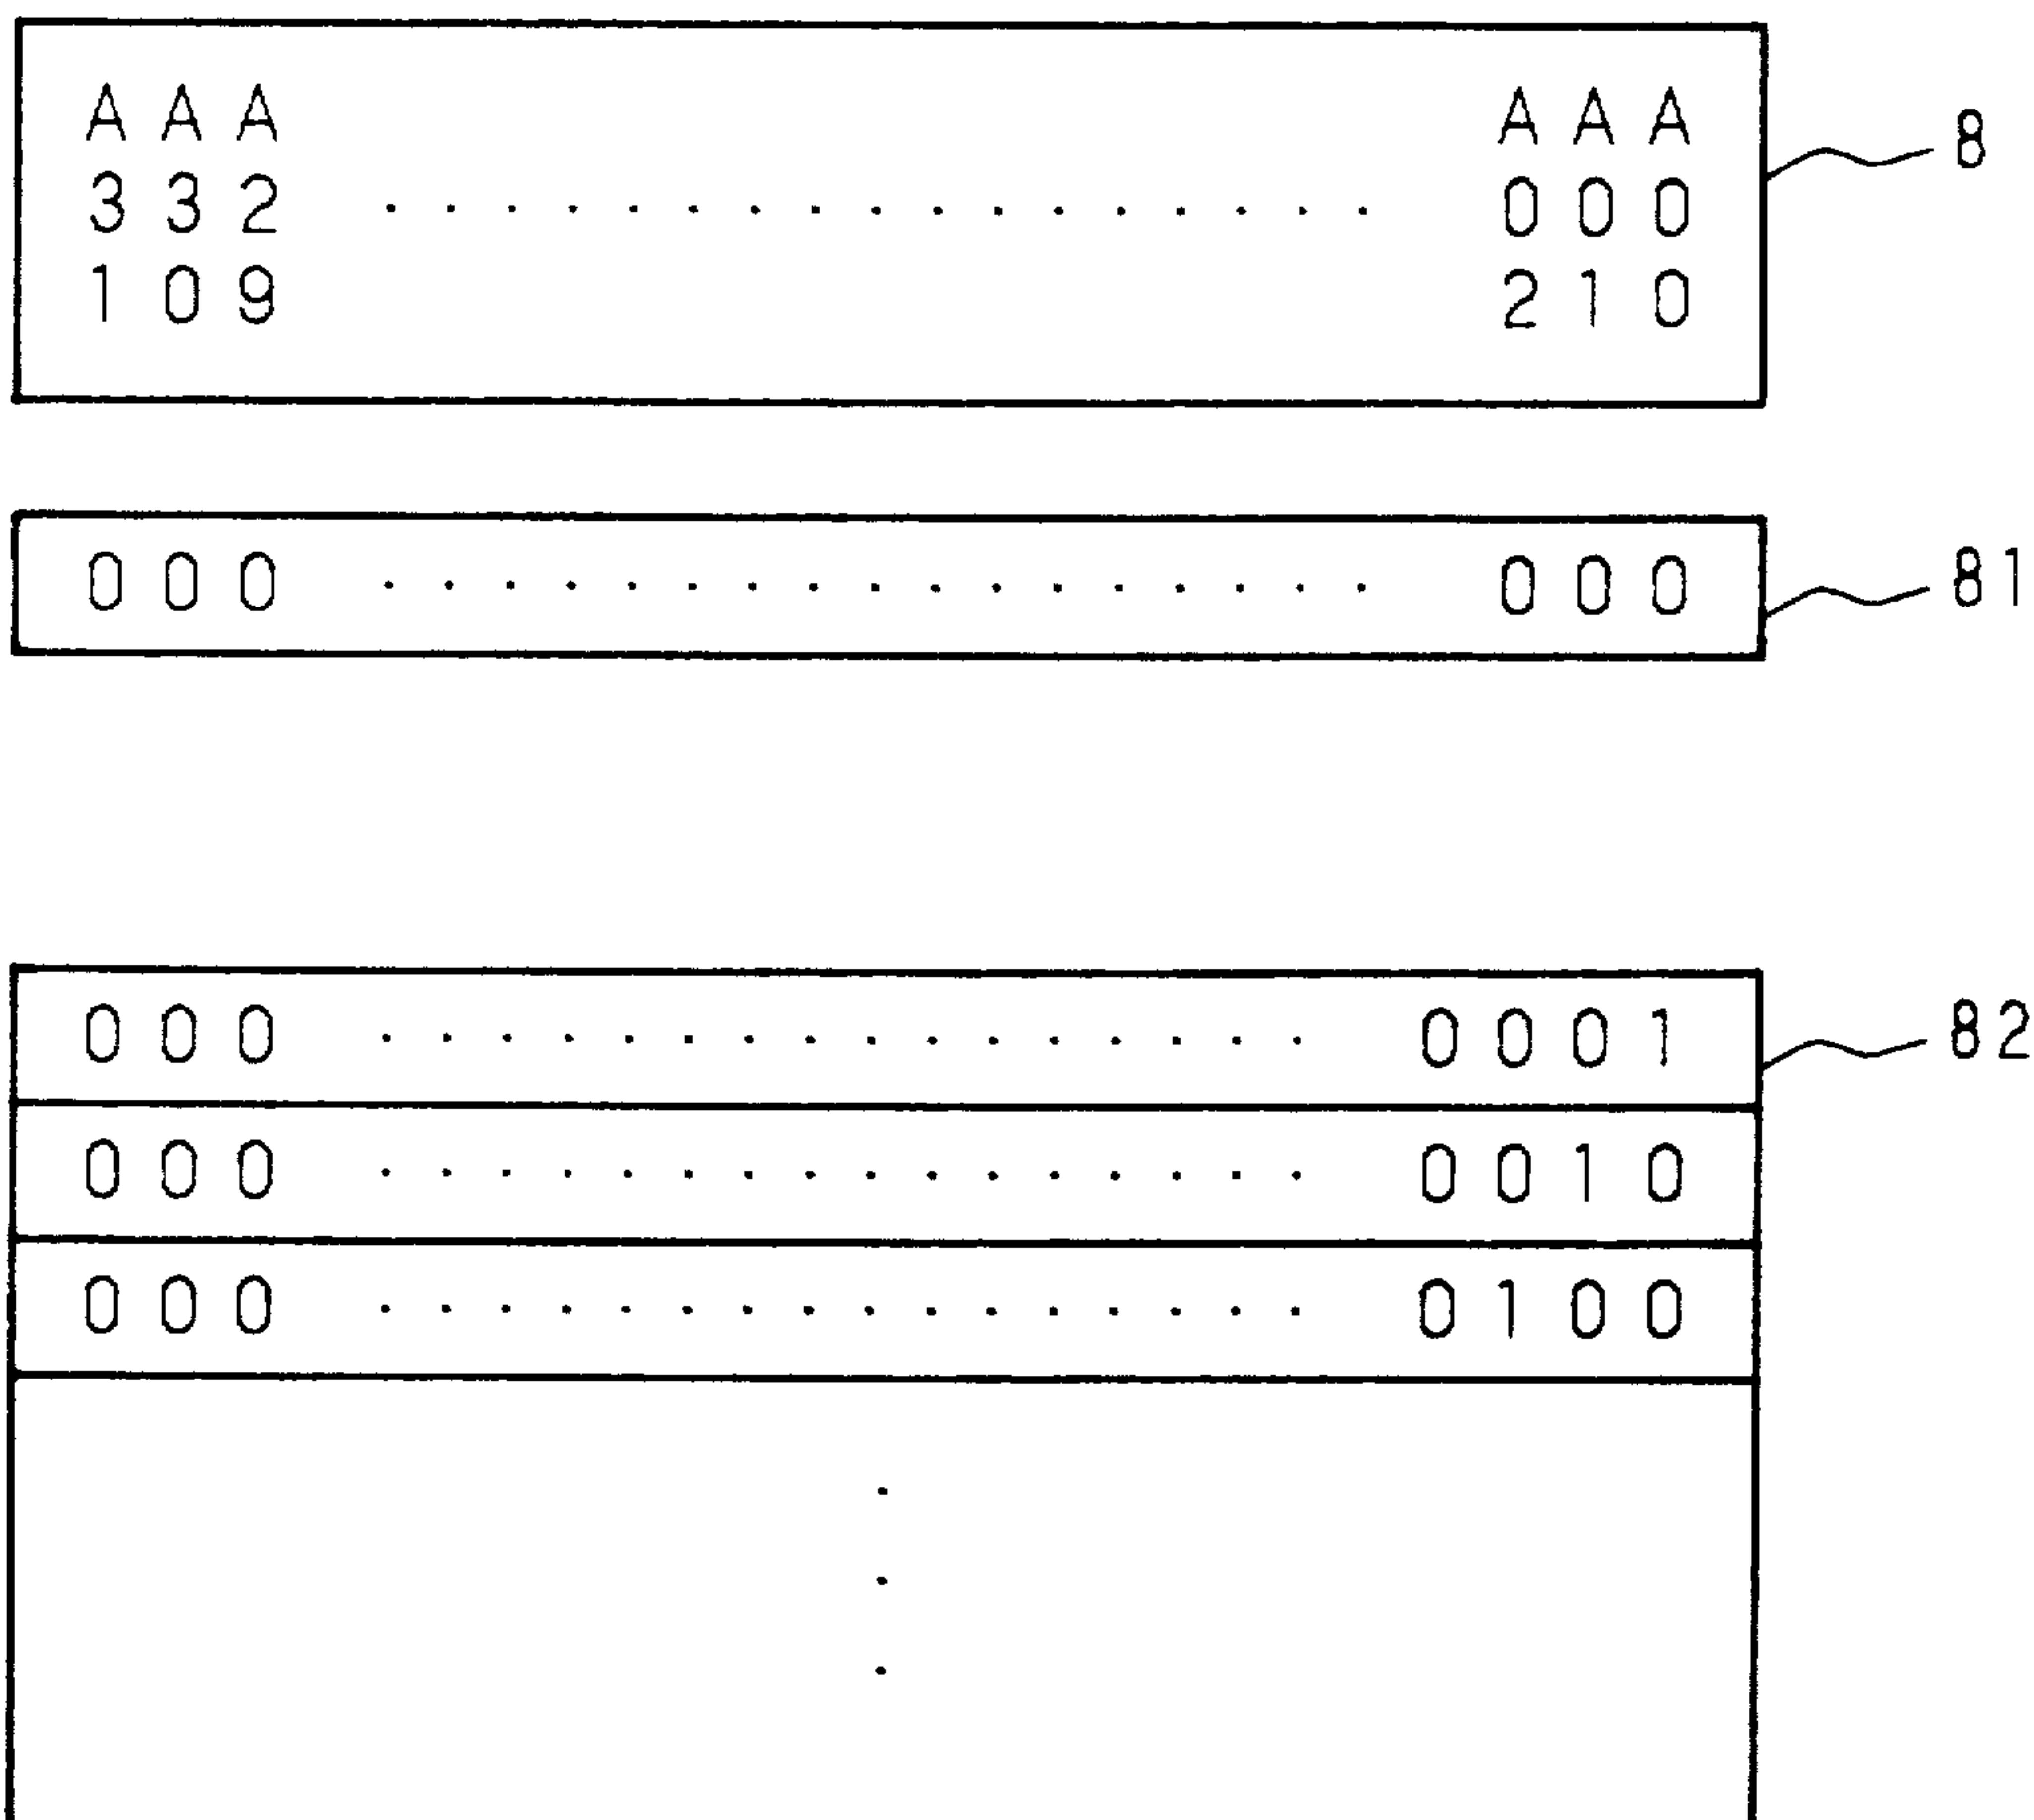 A A A A A A
8
3 3 2 . . . . . . . . . . . . . . . . . 0 0 0
1 0 9 2 1 0
0 0 0 . . . . . . . . . . . . . . . . . 0 0 0
81
0 0 0 . . . . . . . . . . . . . . . . 0 0 0 1
82
0 0 0 . . . . . . . . . . . . . . . . 0 0 1 0
0 0 0 . . . . . . . . . . . . . . . . 0 1 0 0
.
.
.